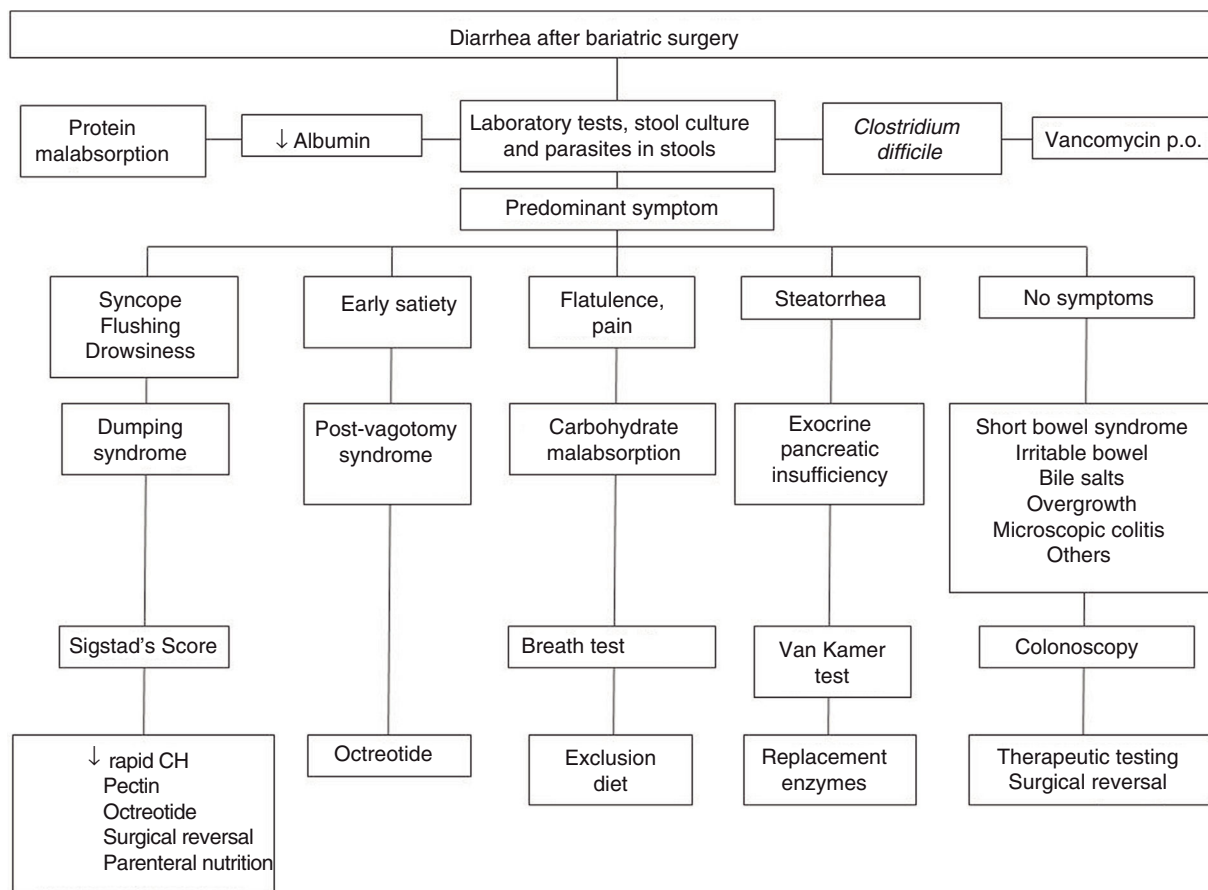 Diarrhea after bariatric surgery
Protein
malabsorption
↓ Albumin
Laboratory tests, stool culture
and parasites in stools
Clostridium
difficile
Vancomycin p.o.
Predominant symptom
Syncope
Flushing
Drowsiness
Early satiety
Flatulence,
pain
Steatorrhea
No symptoms
Dumping
syndrome
Post-vagotomy
syndrome
Carbohydrate
malabsorption
Exocrine
pancreatic
insufficiency
Short bowel syndrome
Irritable bowel
Bile salts
Overgrowth
Microscopic colitis
Others
Sigstad's Score
Breath test
Van Kamer
test
Colonoscopy
↓ rapid CH
Pectin
Octreotide
Surgical reversal
Parenteral nutrition
Octreotide
Exclusion
diet
Replacement
enzymes
Therapeutic testing
Surgical reversal